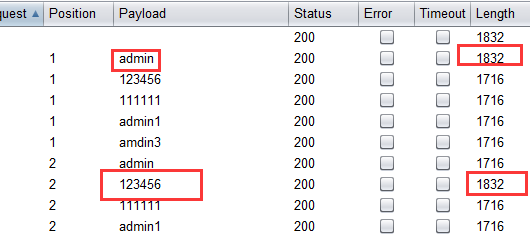 quest Position Payload Status Error Timeout Length
200 1832
1 admin 200 1832
1 123456 200 1716
1 111111 200 1716
1 admin1 200 1716
1 amdin3 200 1716
2 admin 200 1716
2 123456 200 1832
2 111111 200 1716
2 admin1 200 1716